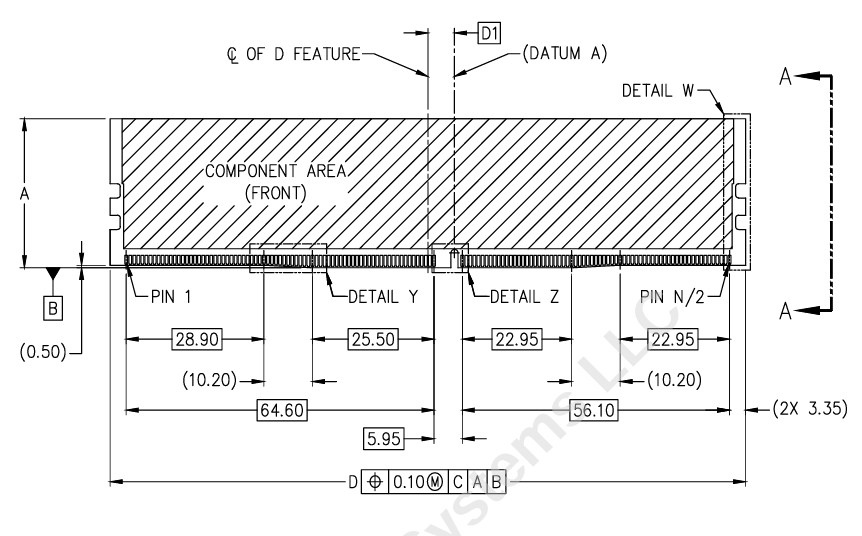 D1
℄ OF D FEATURE
(DATUM A)
A
DETAIL W
COMPONENT AREA
(FRONT)
A
PIN 1
DETAIL Y
DETAIL Z
PIN N/2
B
A
(0.50)
28.90
25.50
22.95
22.95
(10.20)
(10.20)
64.60
56.10
(2X 3.35)
5.95
D ⌖ 0.10 Ⓜ C A B
Systems LLC